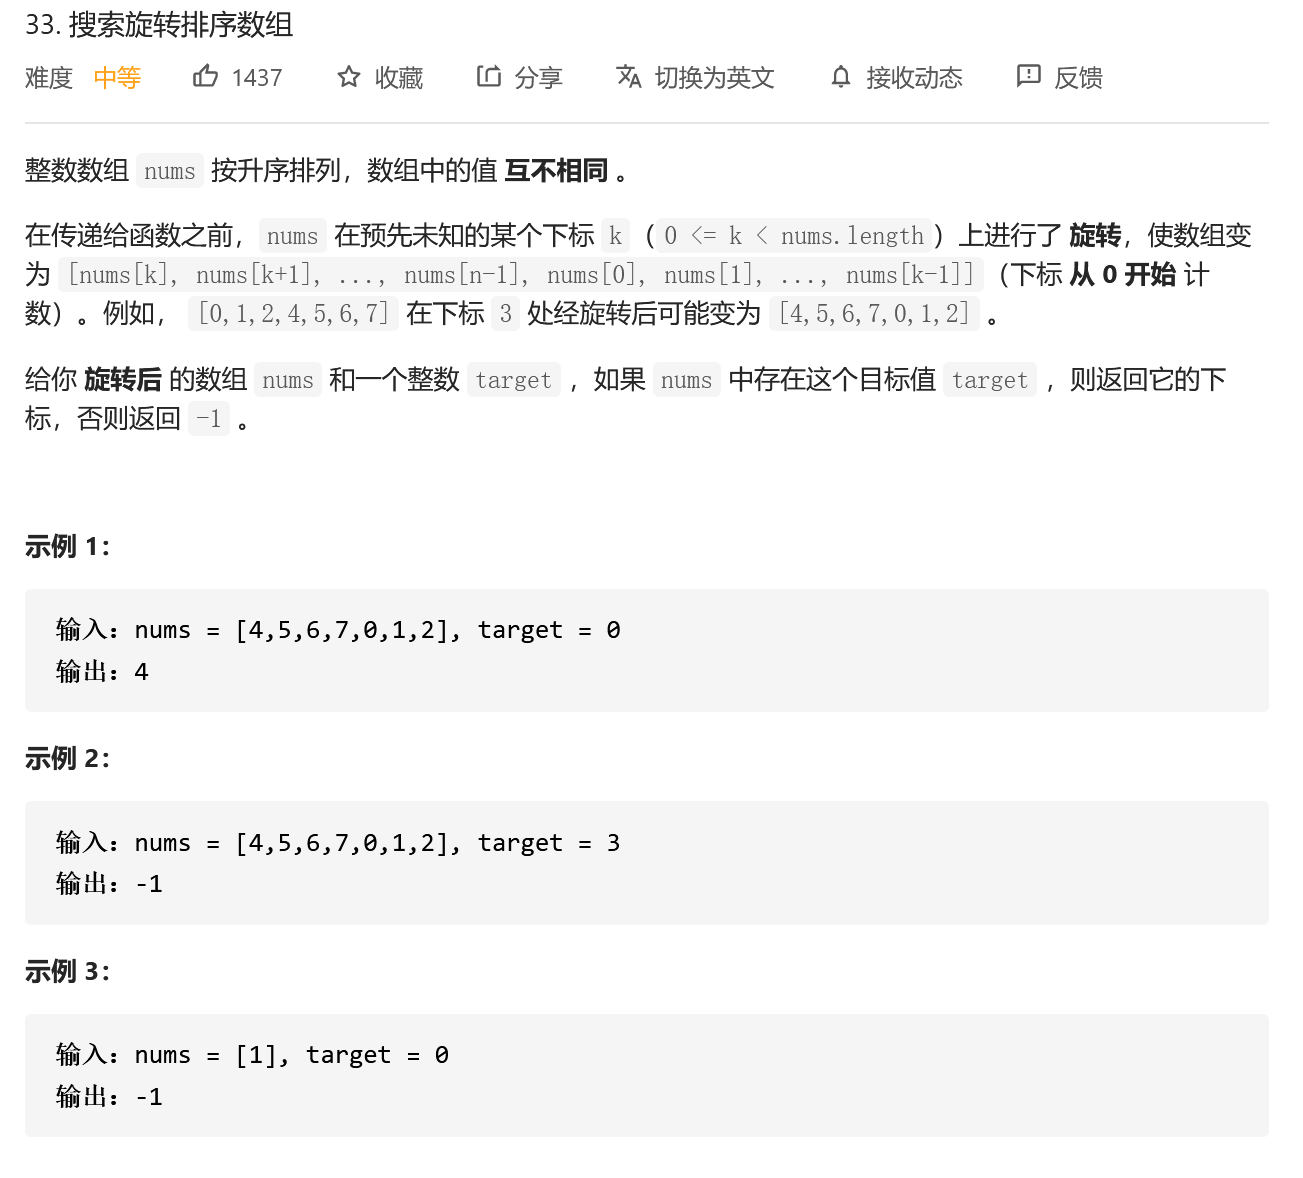 33. 搜索旋转排序数组
难度 中等 1437 收藏 分享 切换为英文 接收动态 反馈
整数数组 nums 按升序排列，数组中的值 互不相同 。
在传递给函数之前，nums 在预先未知的某个下标 k（0 <= k < nums.length）上进行了 旋转，使数组变
为 [nums[k], nums[k+1], ..., nums[n-1], nums[0], nums[1], ..., nums[k-1]]（下标 从 0 开始 计
数）。例如， [0,1,2,4,5,6,7] 在下标 3 处经旋转后可能变为 [4,5,6,7,0,1,2] 。
给你 旋转后 的数组 nums 和一个整数 target ，如果 nums 中存在这个目标值 target ，则返回它的下
标，否则返回 -1 。
示例 1：
输入：nums = [4,5,6,7,0,1,2], target = 0
输出：4
示例 2：
输入：nums = [4,5,6,7,0,1,2], target = 3
输出：-1
示例 3：
输入：nums = [1], target = 0
输出：-1